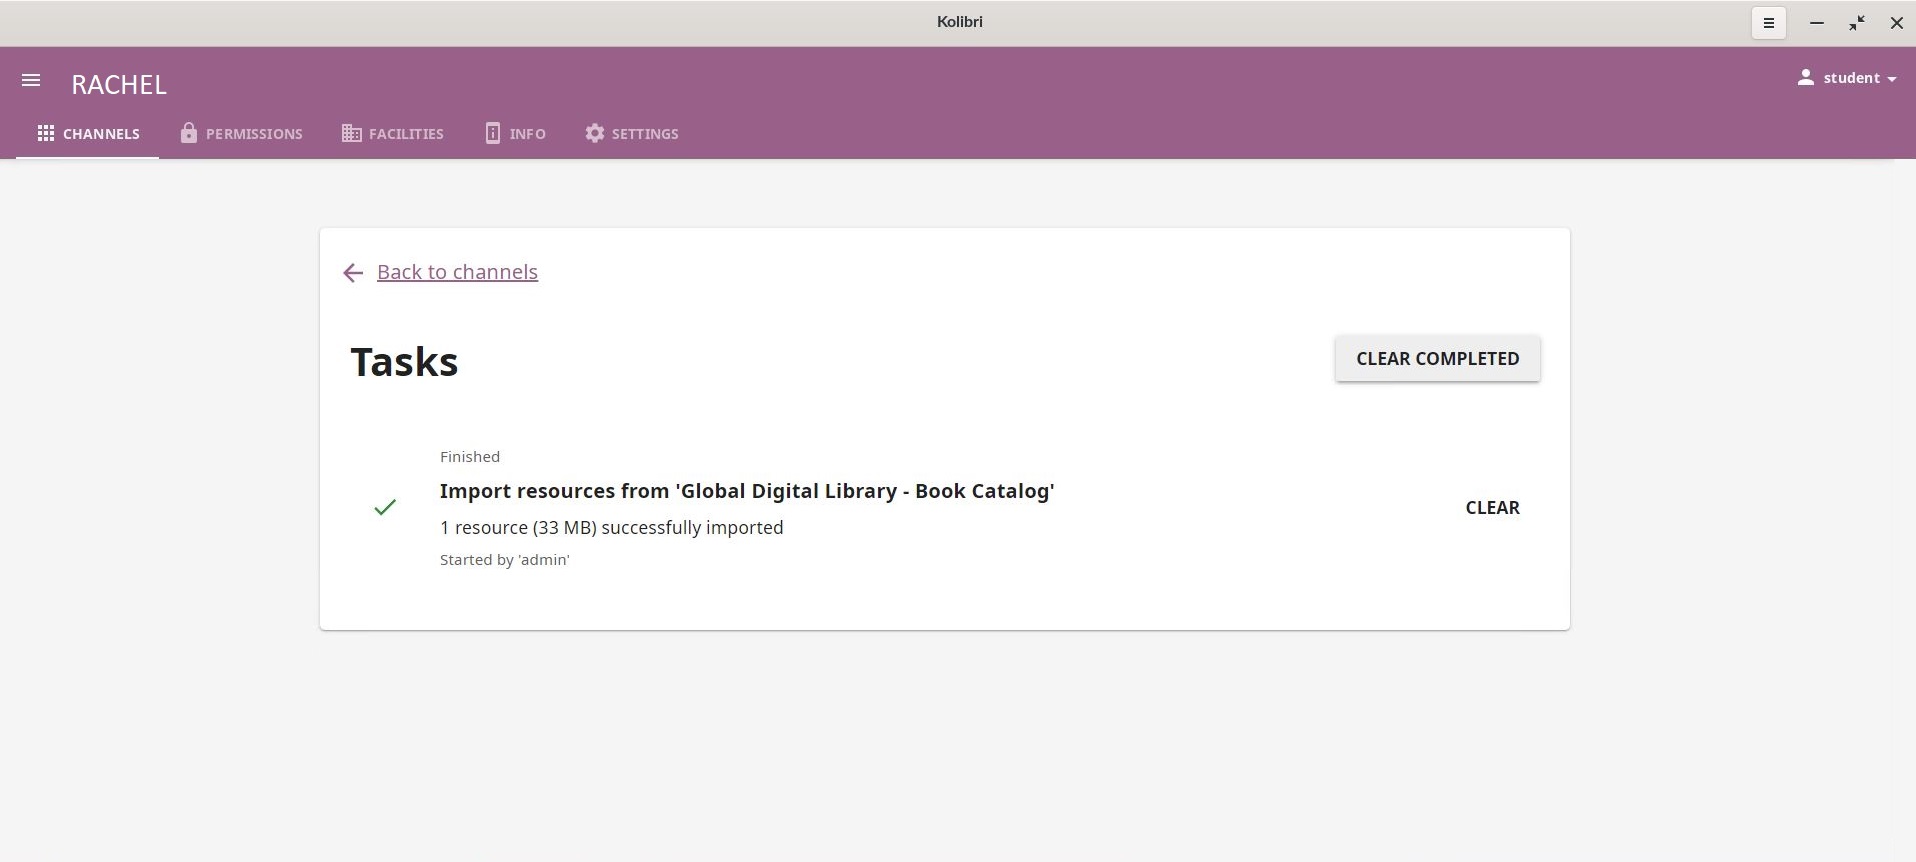 Kolibri
RACHEL
student
CHANNELS
PERMISSIONS
FACILITIES
INFO
SETTINGS
Back to channels
Tasks
CLEAR COMPLETED
Finished
Import resources from 'Global Digital Library - Book Catalog'
1 resource (33 MB) successfully imported
Started by 'admin'
CLEAR